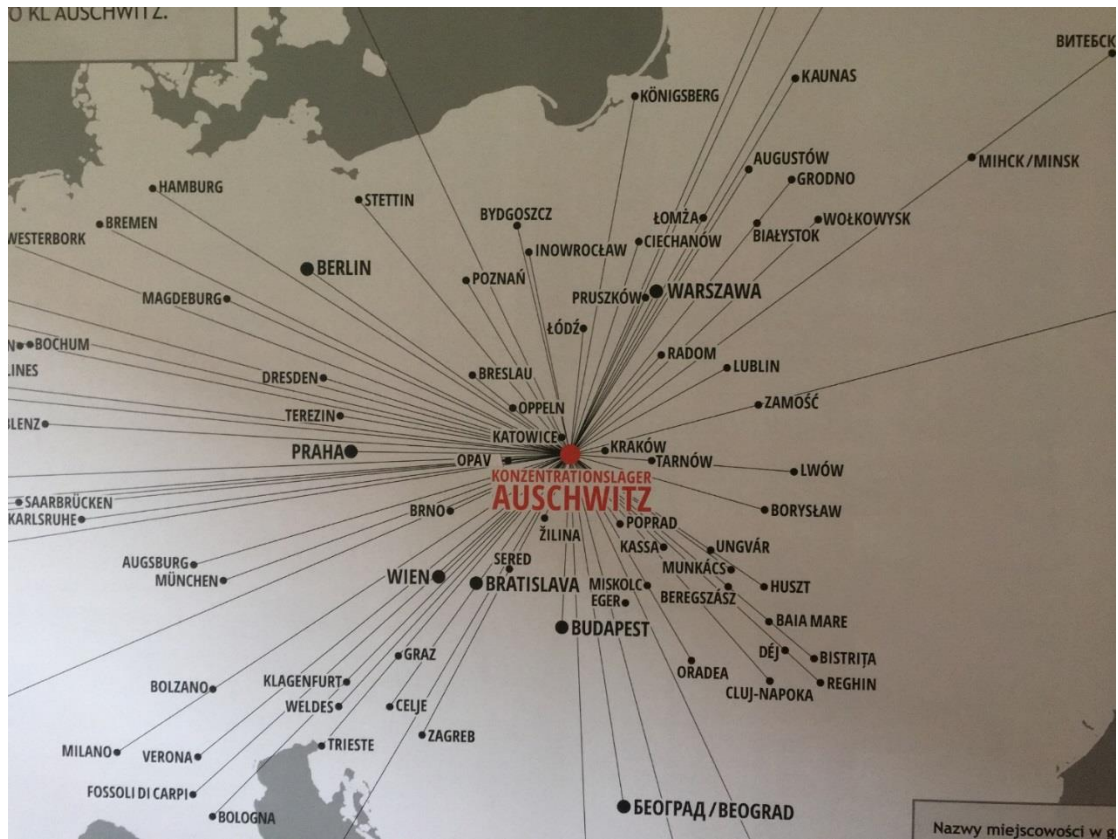 O KL AUSCHWITZ.
ВИТЕБСК
KAUNAS
KÖNIGSBERG
AUGUSTÓW
МІНСК/MINSK
GRODNO
HAMBURG
STETTIN
BYDGOSZCZ
ŁOMŻA
WOŁKOWYSK
BREMEN
CIECHANÓW
BIAŁYSTOK
WESTERBORK
INOWROCŁAW
BERLIN
POZNAŃ
WARSZAWA
MAGDEBURG
PRUSZKÓW
ŁÓDŹ
N
BOCHUM
RADOM
LUBLIN
LINES
DRESDEN
BRESLAU
OPPELN
ZAMOŚĆ
TEREZIN
BLENZ
KATOWICE
KRAKÓW
PRAHA
OPAV
TARNÓW
LWÓW
KONZENTRATIONSLAGER
AUSCHWITZ
SAARBRÜCKEN
KARLSRUHE
BRNO
BORYSŁAW
POPRAD
ŽILINA
KASSA
UNGVÁR
AUGSBURG
SERED
MUNKÁCS
MÜNCHEN
WIEN
BRATISLAVA
MISKOLC
BEREGSZÁSZ
HUSZT
EGER
BUDAPEST
BAIA MARE
GRAZ
DÉJ
BISTRIȚA
ORADEA
BOLZANO
KLAGENFURT
CLUJ-NAPOKA
REGHIN
WELDES
CELJE
ZAGREB
MILANO
VERONA
TRIESTE
FOSSOLI DI CARPI
БЕОГРАД/BEOGRAD
BOLOGNA
Nazwy miejscowości w g